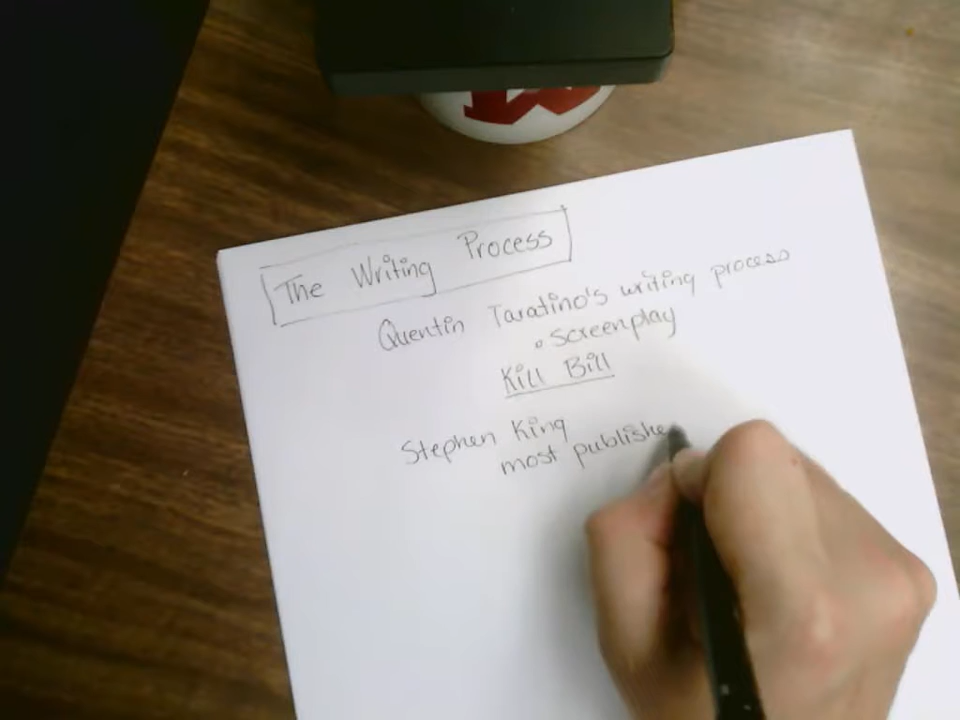 The Writing Process
Quentin Taratino's writing process
• Screenplay
Kill Bill
Stephen King
most publishe